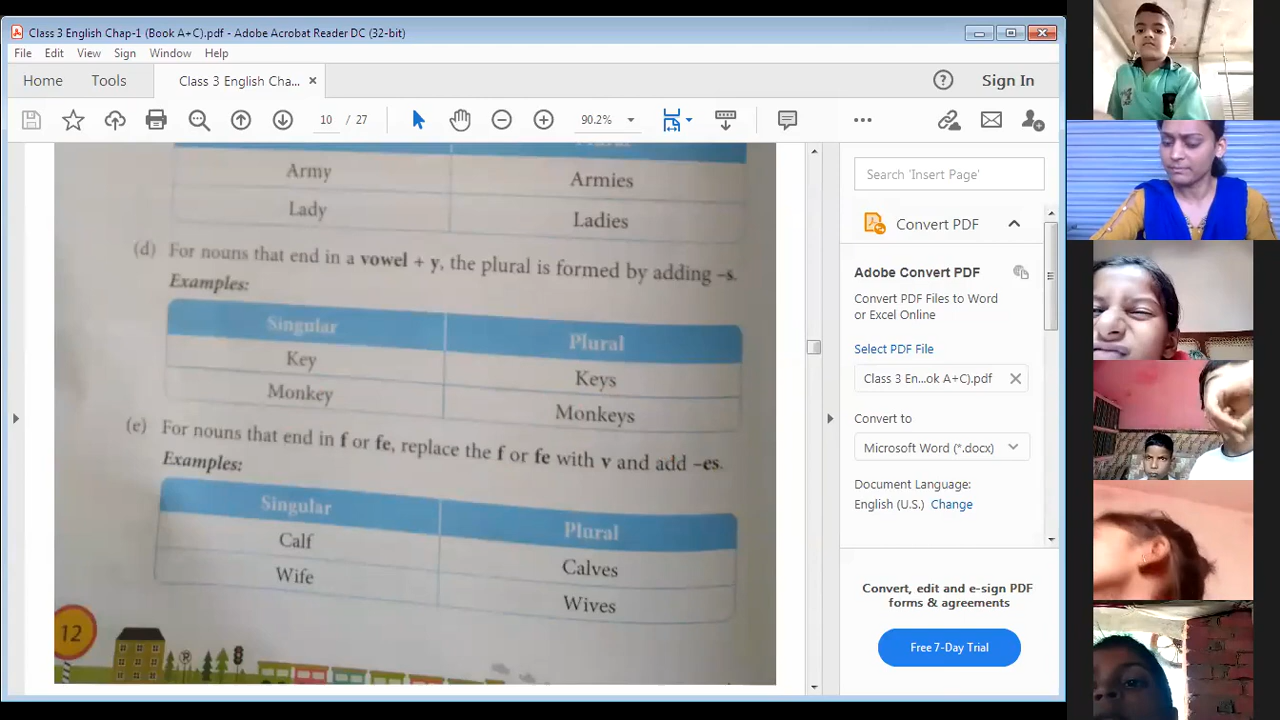 Class 3 English Chap-1 (Book A+C).pdf - Adobe Acrobat Reader DC (32-bit)
File Edit View Sign Window Help
Home Tools Class 3 English Cha... × Sign In
10 / 27 90.2%
Plural
Army Armies
Lady Ladies
(d) For nouns that end in a vowel + y, the plural is formed by adding –s.
Examples:
Singular Plural
Key Keys
Monkey Monkeys
(e) For nouns that end in f or fe, replace the f or fe with v and add –es.
Examples:
Singular Plural
Calf Calves
Wife Wives
12
Search 'Insert Page'
Convert PDF
Adobe Convert PDF
Convert PDF Files to Word
or Excel Online
Select PDF File
Class 3 En...ok A+C).pdf
Convert to
Microsoft Word (*.docx)
Document Language:
English (U.S.) Change
Convert, edit and e-sign PDF
forms & agreements
Free 7-Day Trial